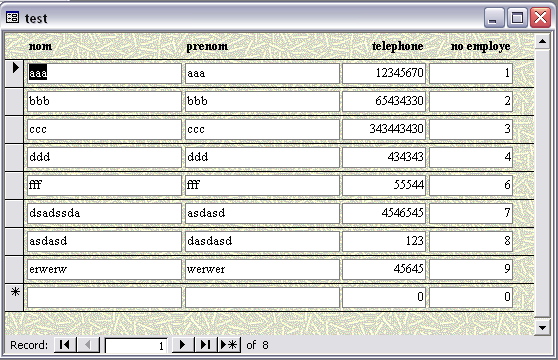 test
nom prenom telephone no employe
aaa aaa 12345670 1
bbb bbb 65434330 2
ccc ccc 343443430 3
ddd ddd 434343 4
fff fff 55544 6
dsadssda asdasd 4546545 7
asdasd dasdasd 123 8
erwerw werwer 45645 9
0 0
Record: 1 of 8